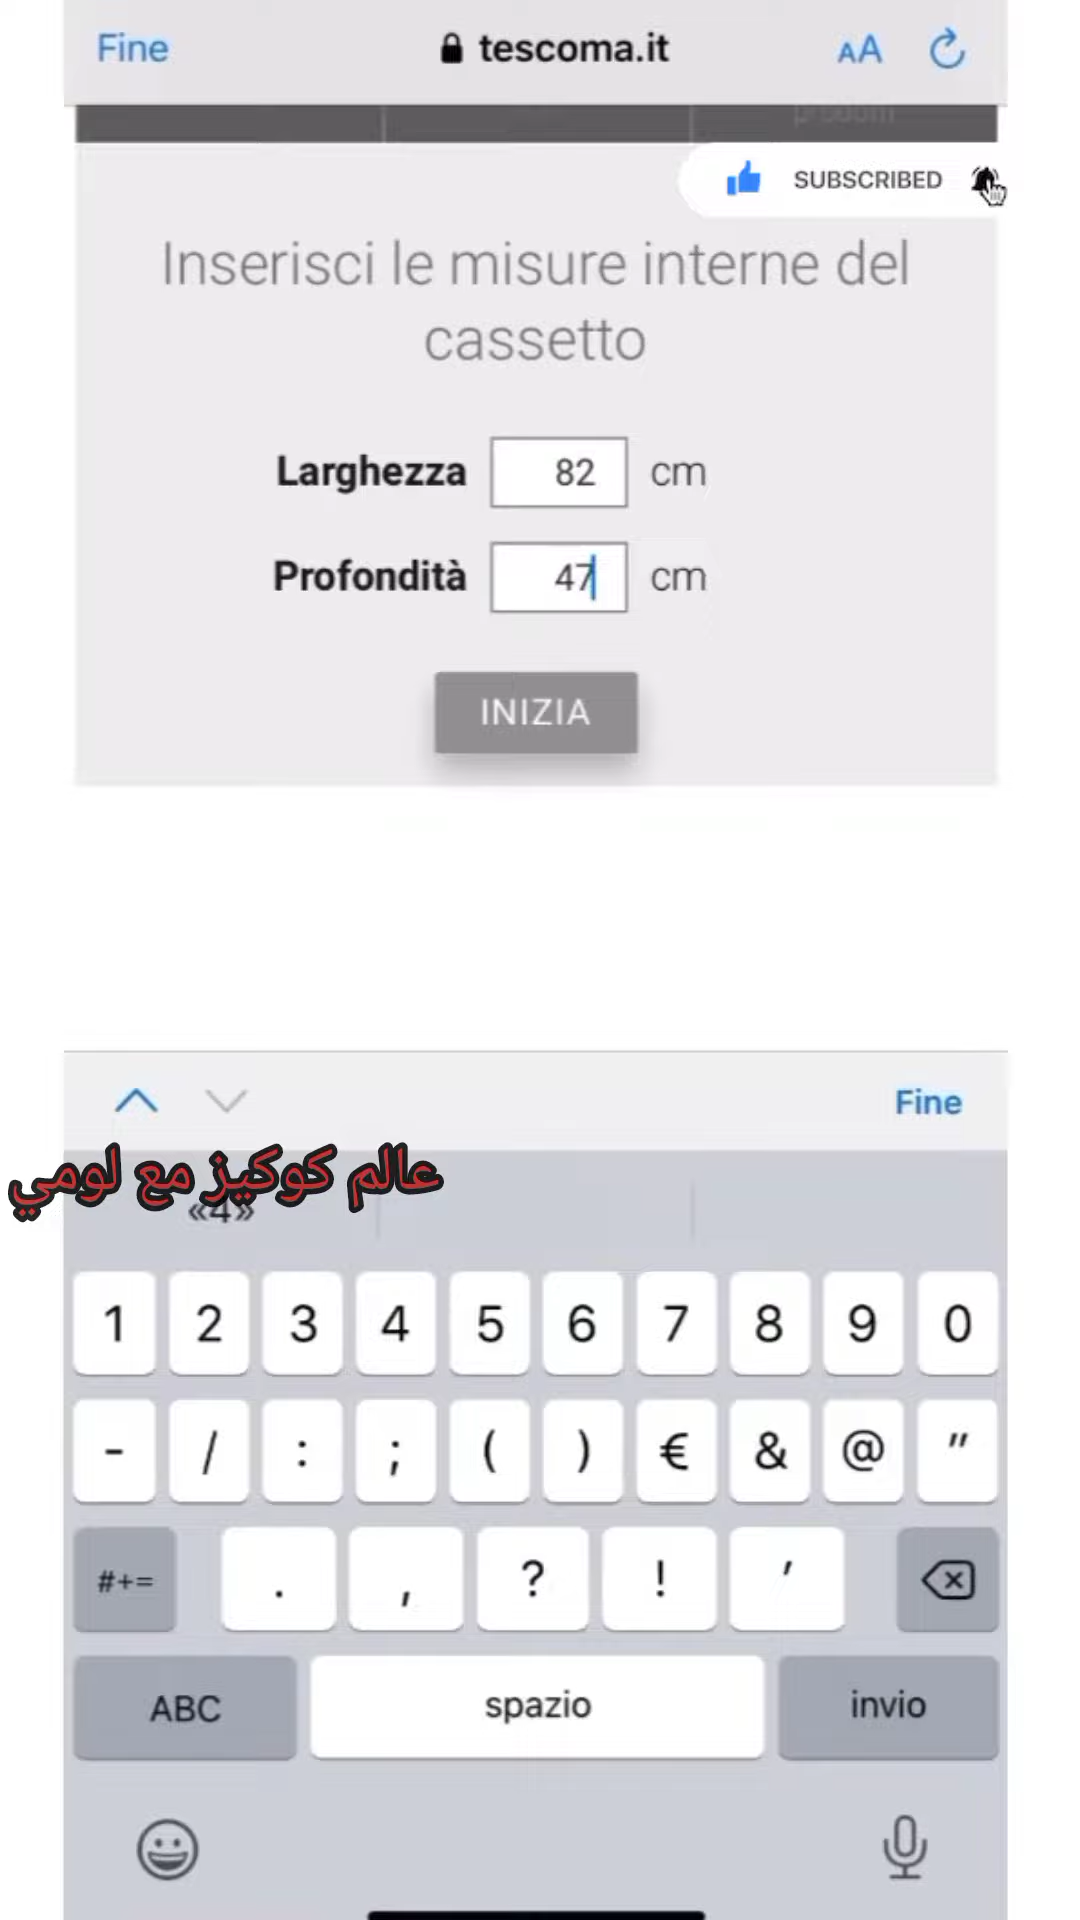 Fine
tescoma.it
AA
SUBSCRIBED
Inserisci le misure interne del
cassetto
Larghezza 82 cm
Profondità 47 cm
INIZIA
Fine
عالم كوكيز مع لومي
«4»
1 2 3 4 5 6 7 8 9 0
- / : ; ( ) € & @ "
#+= . , ? ! '
ABC spazio invio